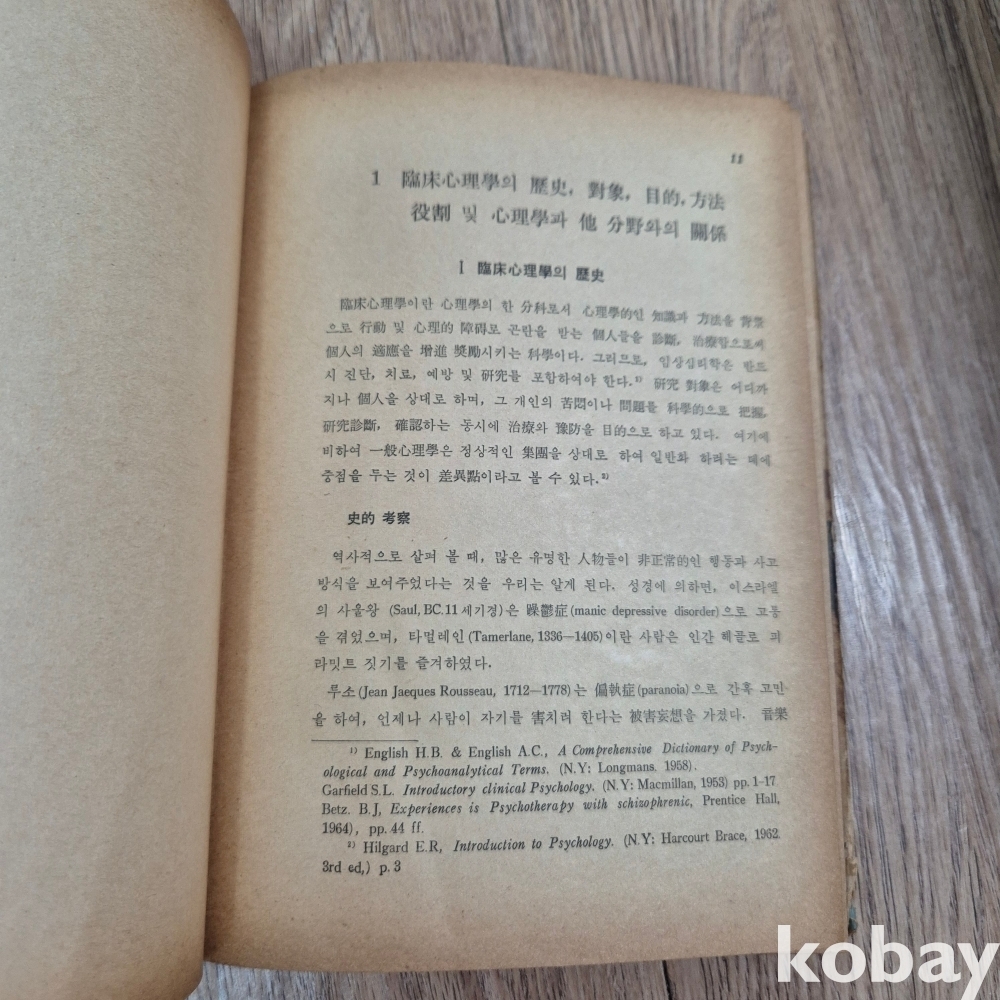 11
1 臨床心理學의 歷史, 對象, 目的, 方法
役割 및 心理學과 他 分野와의 關係
I 臨床心理學의 歷史
臨床心理學이란 心理學의 한 分科로서 心理學的인 知識과 方法을 背景
으로 行動 및 心理的 障碍로 곤란을 받는 個人들을 診斷, 治療함으로써
個人의 適應을 增進 奬勵시키는 科學이다. 그러므로, 임상심리학은 반드
시 진단, 치료, 예방 및 硏究를 포함하여야 한다.¹⁾ 硏究 對象은 어디까
지나 個人을 상대로 하며, 그 개인의 苦悶이나 問題를 科學的으로 把握,
硏究診斷, 確認하는 동시에 治療와 豫防을 目的으로 하고 있다. 여기에
비하여 一般心理學은 정상적인 集團을 상대로 하여 일반화 하려는 데에
중점을 두는 것이 差異點이라고 볼 수 있다.²⁾
史的 考察
역사적으로 살펴 볼 때, 많은 유명한 人物들이 非正常的인 행동과 사고
방식을 보여주었다는 것을 우리는 알게 된다. 성경에 의하면, 이스라엘
의 사울왕 (Saul, BC. 11 세기경)은 躁鬱症(manic depressive disorder)으로 고통
을 겪었으며, 타멀레인(Tamerlane, 1336—1405)이란 사람은 인간 해골로 피
라밋트 짓기를 즐겨하였다.
루소(Jean Jaeques Rousseau, 1712—1778)는 偏執症(paranoia)으로 간혹 고민
을 하여, 언제나 사람이 자기를 害치려 한다는 被害妄想을 가졌다. 音樂
¹⁾ English H.B. & English A.C., A Comprehensive Dictionary of Psych-
ological and Psychoanalytical Terms. (N.Y: Longmans, 1958).
Garfield S.L. Introductory clinical Psychology. (N.Y: Macmillan, 1953) pp. 1–17.
Betz. B.J, Experiences is Psychotherapy with schizophrenic, Prentice Hall,
1964), pp. 44 ff.
²⁾ Hilgard E.R, Introduction to Psychology. (N.Y: Harcourt Brace, 1962.
3rd ed,) p. 3
kobay